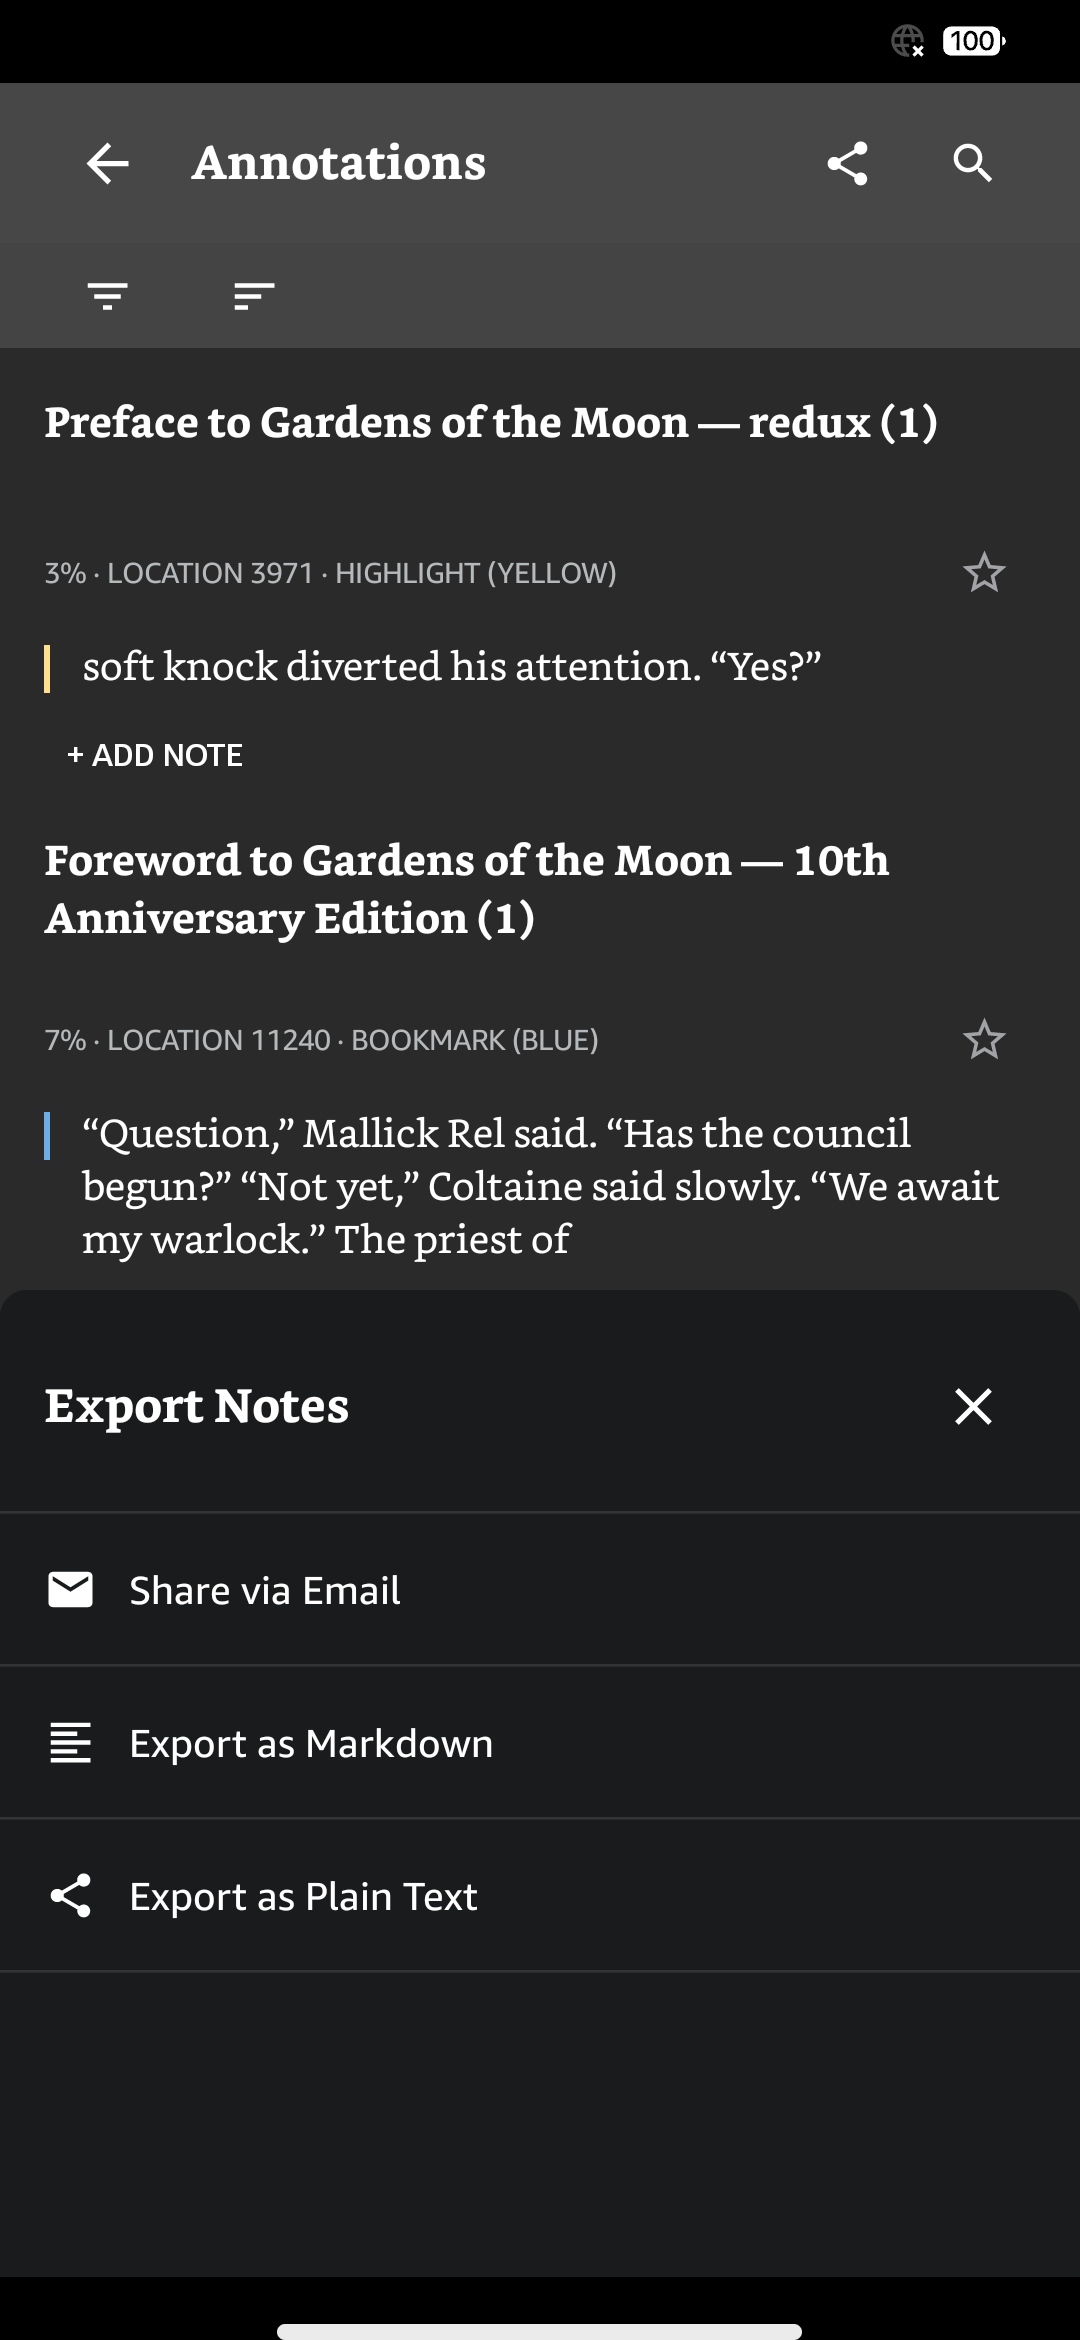 100
Annotations
Preface to Gardens of the Moon — redux (1)
3% · LOCATION 3971 · HIGHLIGHT (YELLOW)
soft knock diverted his attention. “Yes?”
+ ADD NOTE
Foreword to Gardens of the Moon — 10th
Anniversary Edition (1)
7% · LOCATION 11240 · BOOKMARK (BLUE)
“Question,” Mallick Rel said. “Has the council
begun?” “Not yet,” Coltaine said slowly. “We await
my warlock.” The priest of
Export Notes
Share via Email
Export as Markdown
Export as Plain Text